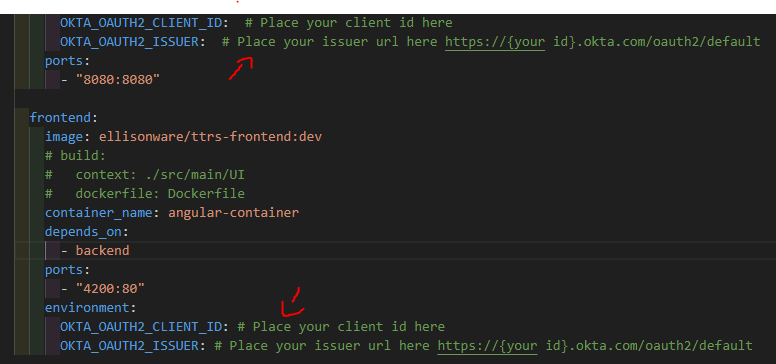 OKTA_OAUTH2_CLIENT_ID:  # Place your client id here
OKTA_OAUTH2_ISSUER:  # Place your issuer url here https://{your id}.okta.com/oauth2/default
ports:
- "8080:8080"
frontend:
image: ellisonware/ttrs-frontend:dev
# build:
#   context: ./src/main/UI
#   dockerfile: Dockerfile
container_name: angular-container
depends_on:
- backend
ports:
- "4200:80"
environment:
OKTA_OAUTH2_CLIENT_ID: # Place your client id here
OKTA_OAUTH2_ISSUER: # Place your issuer url here https://{your id}.okta.com/oauth2/default